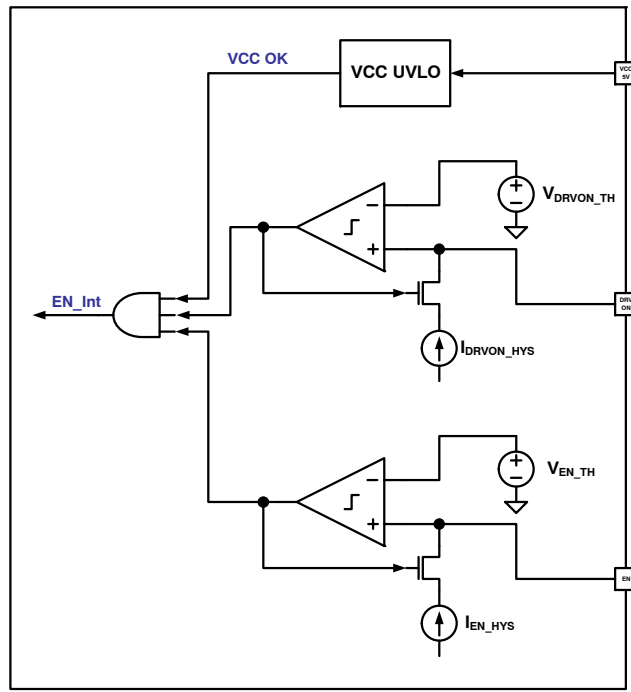 VCC OK
VCC UVLO
VCC
5V
−
+
+
−
V_DRVON_TH
EN_Int
DRV
ON
I_DRVON_HYS
−
+
+
−
V_EN_TH
EN
I_EN_HYS